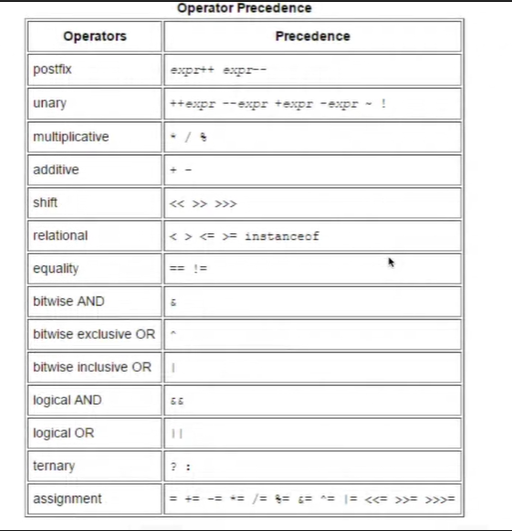 Operator Precedence
Operators Precedence
postfix expr++ expr--
unary ++expr --expr +expr -expr ~ !
multiplicative * / %
additive + -
shift << >> >>>
relational < > <= >= instanceof
equality == !=
bitwise AND &
bitwise exclusive OR ^
bitwise inclusive OR |
logical AND &&
logical OR ||
ternary ? :
assignment = += -= *= /= %= &= ^= |= <<= >>= >>>=